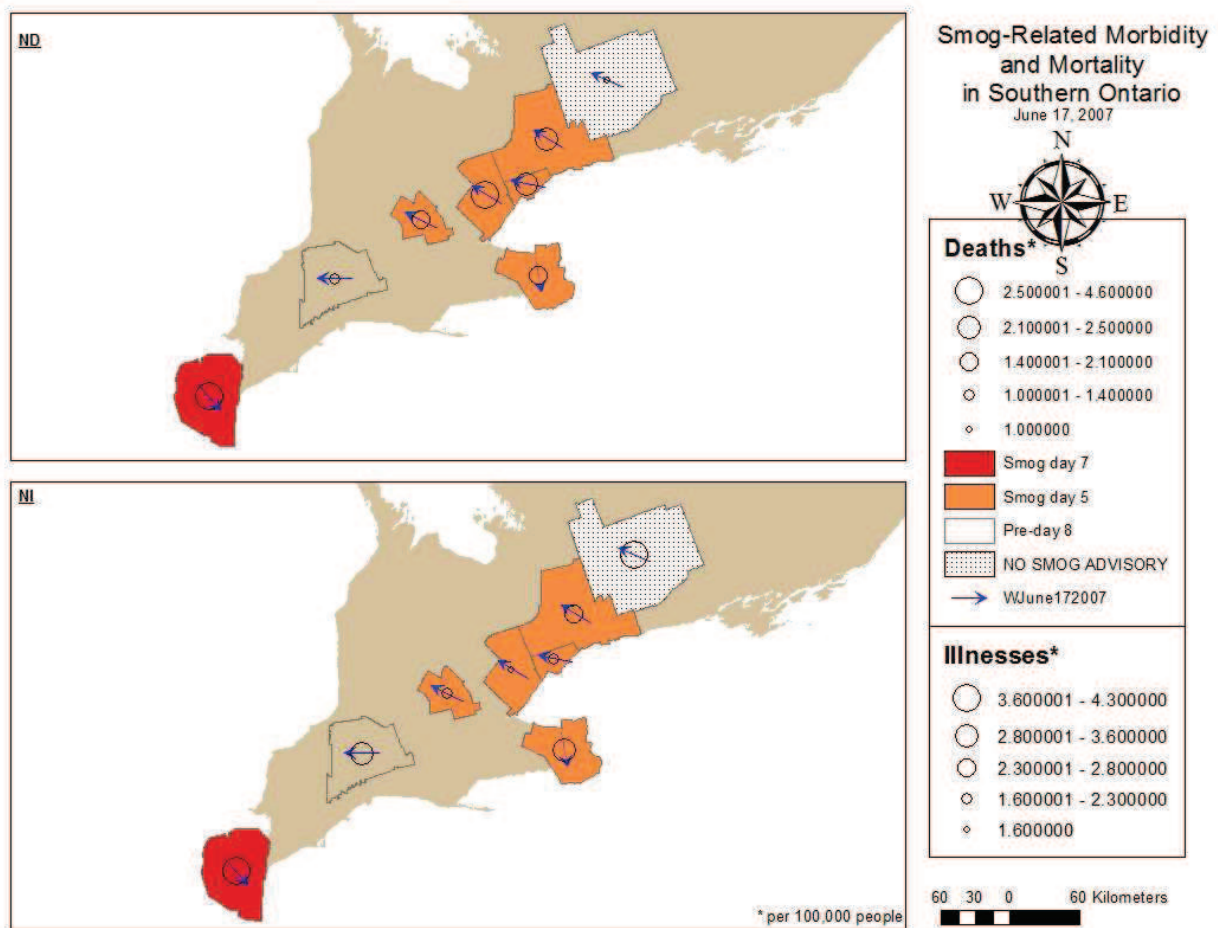 ND
NI
* per 100,000 people
Smog-Related Morbidity
and Mortality
in Southern Ontario
June 17, 2007
N
W E
S
Deaths*
2.500001 - 4.600000
2.100001 - 2.500000
1.400001 - 2.100000
1.000001 - 1.400000
1.000000
Smog day 7
Smog day 5
Pre-day 8
NO SMOG ADVISORY
WJune172007
Illnesses*
3.600001 - 4.300000
2.800001 - 3.600000
2.300001 - 2.800000
1.600001 - 2.300000
1.600000
60 30 0 60 Kilometers